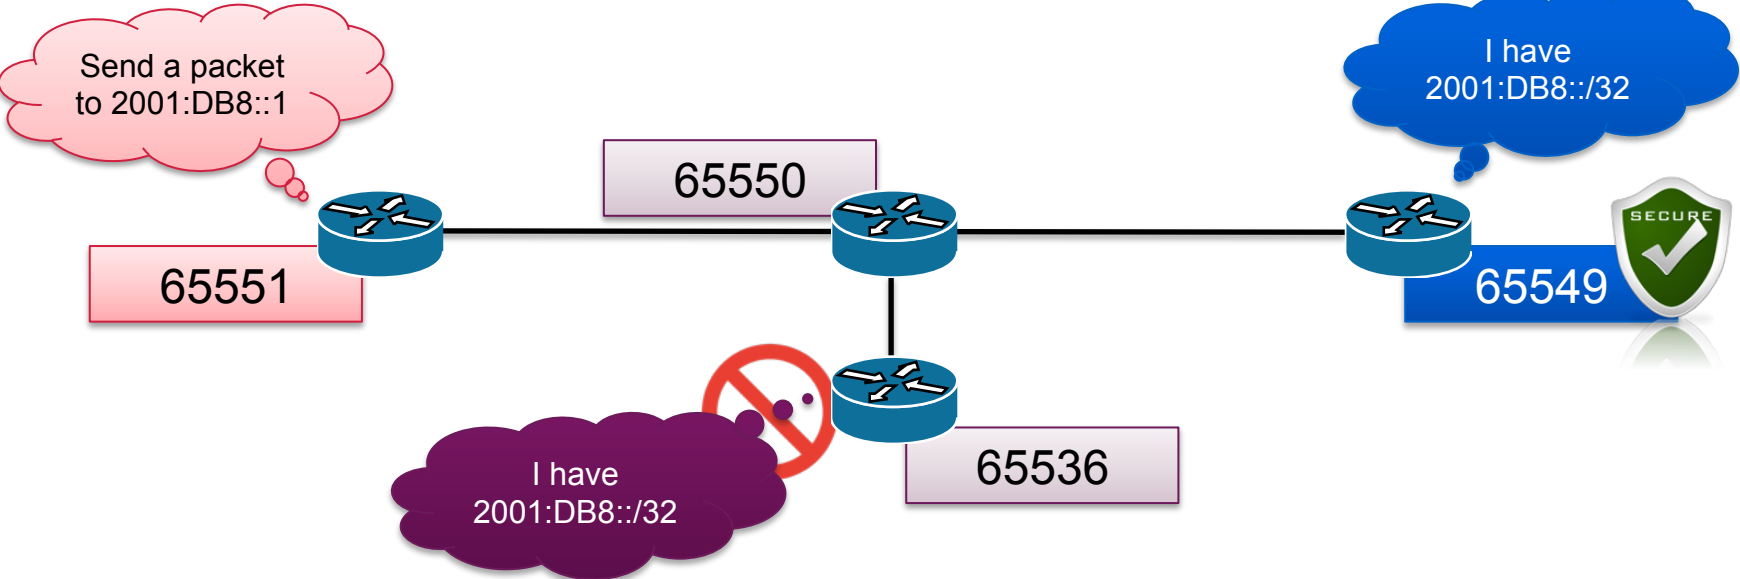 Send a packet
to 2001:DB8::1
I have
2001:DB8::/32
65550
SECURE
65551
65549
I have
2001:DB8::/32
65536